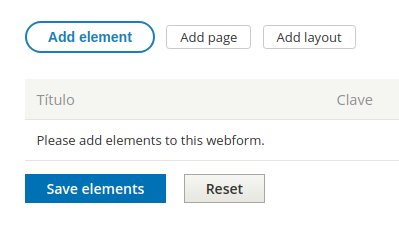 Add element Add page Add layout
Título Clave
Please add elements to this webform.
Save elements Reset